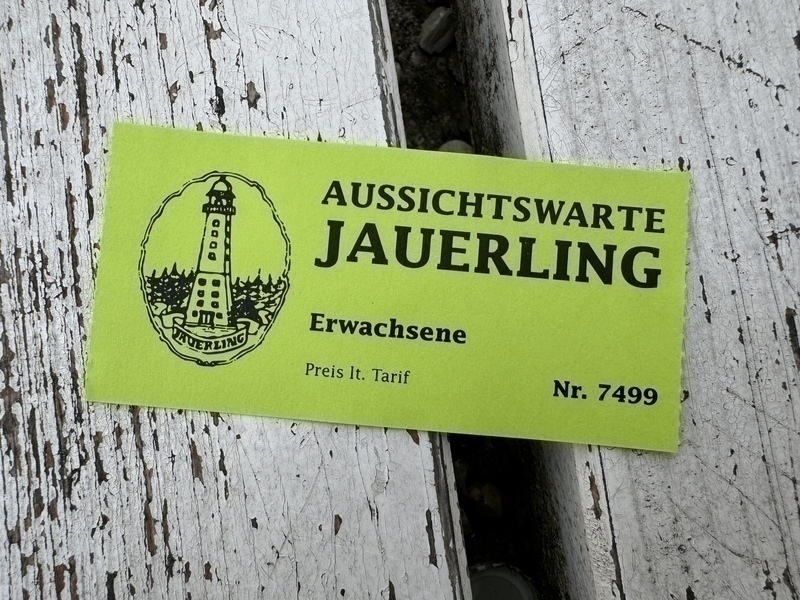 AUSSICHTSWARTE
JAUERLING
JAUERLING
Erwachsene
Preis lt. Tarif
Nr. 7499